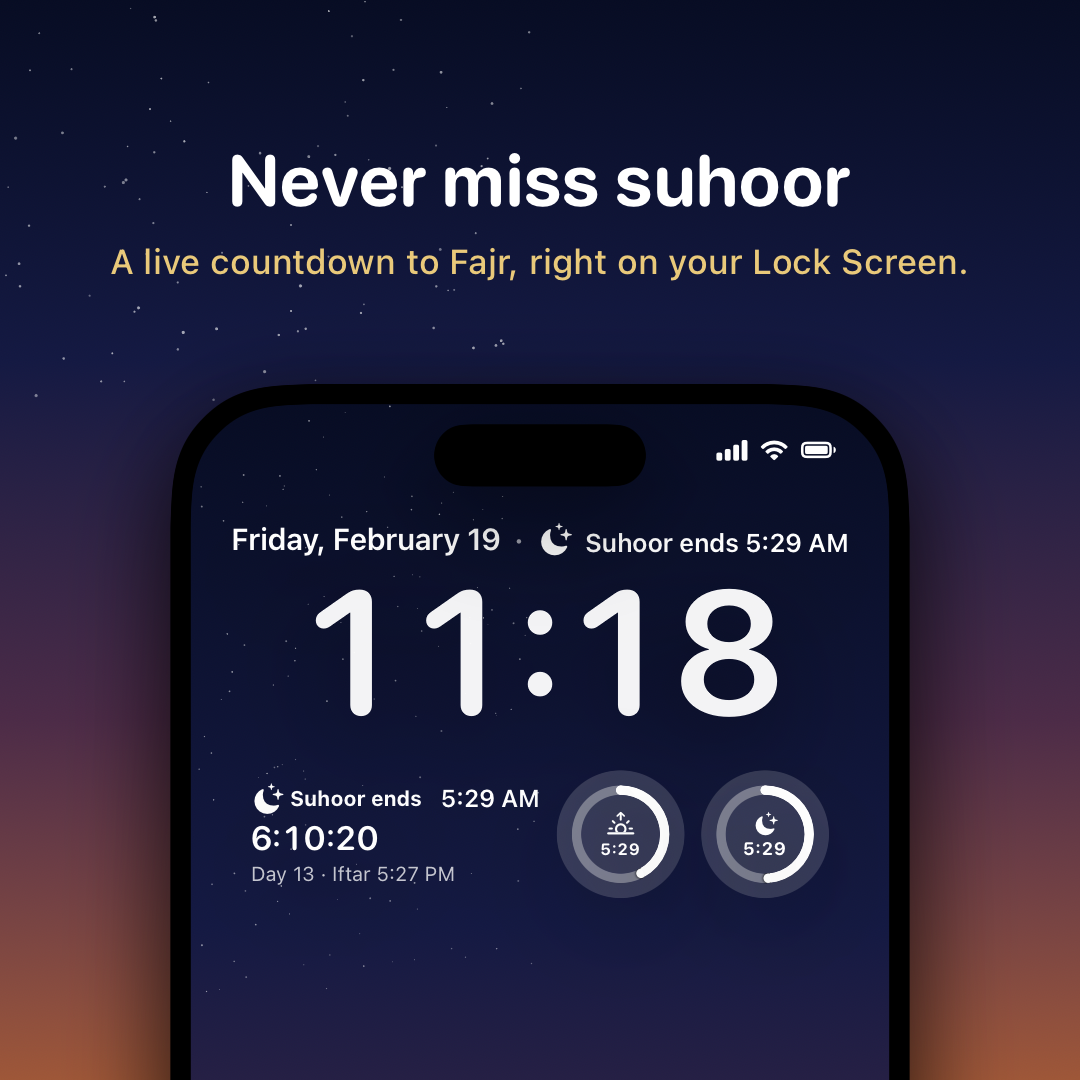 Never miss suhoor
A live countdown to Fajr, right on your Lock Screen.
Friday, February 19 · Suhoor ends 5:29 AM
11:18
Suhoor ends 5:29 AM
6:10:20
Day 13 · Iftar 5:27 PM
5:29
5:29